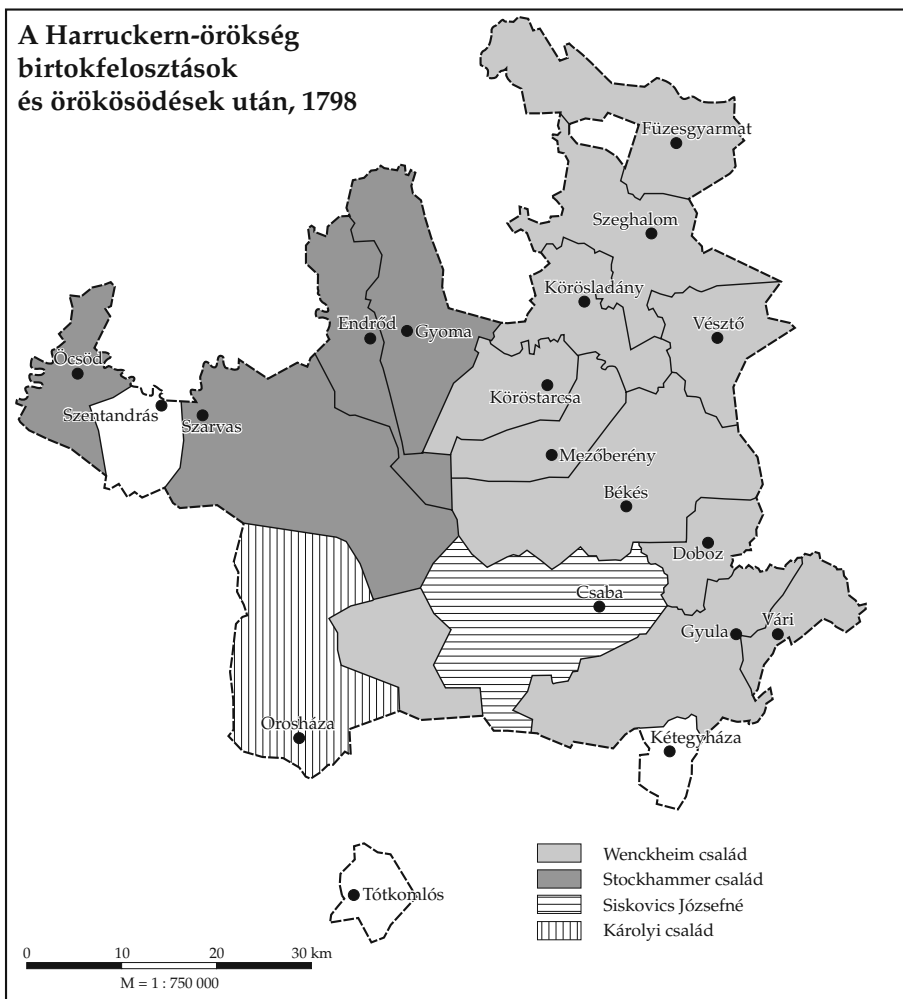 A Harruckern-örökség
birtokfelosztások
és örökösödések után, 1798
Füzesgyarmat
Szeghalom
Körösladány
Vésztő
Endrőd
Gyoma
Öcsöd
Köröstarcsa
Szentandrás
Szarvas
Mezőberény
Békés
Doboz
Csaba
Gyula
Vári
Orosháza
Kétegyháza
Tótkomlós
Wenckheim család
Stockhammer család
Siskovics Józsefné
Károlyi család
0 10 20 30 km
M = 1 : 750 000